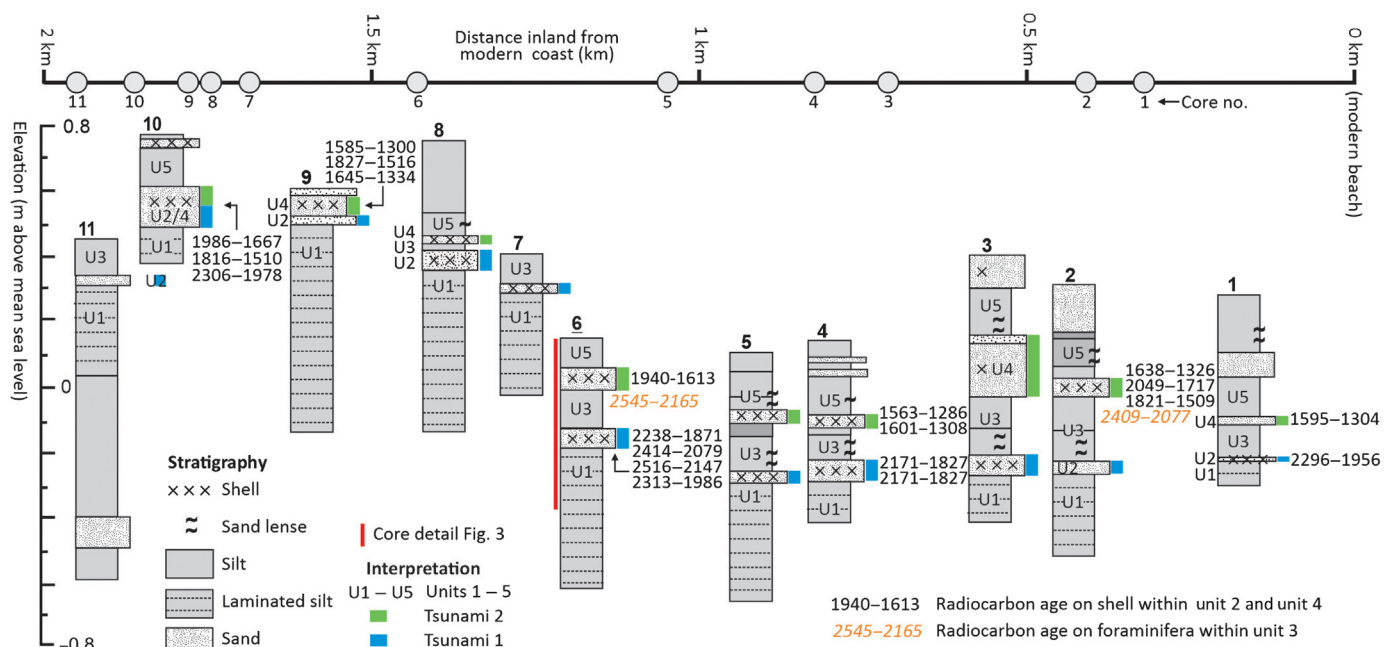 2 km
1.5 km
Distance inland from
modern coast (km)
1 km
0.5 km
0 km
(modern beach)
11
10
9
8
7
6
5
4
3
2
1
Core no.
Elevation (m above mean sea level)
0.8
0
–0.8
11
U3
U2
U1
10
U5
U2/4
U1
1986–1667
1816–1510
2306–1978
9
U4
U2
U1
1585–1300
1827–1516
1645–1334
8
U5
U4
U3
U2
U1
7
U3
U1
6
U5
U3
U1
1940-1613
2545–2165
2238–1871
2414–2079
2516–2147
2313–1986
5
U5
U3
U1
4
U5
U3
U1
1563-1286
1601–1308
2171–1827
2171–1827
3
U5
U4
U3
U1
2
U5
U3
U2
U1
1638–1326
2049–1717
1821–1509
2409–2077
1
U5
U4
U3
U2
U1
1595–1304
2296–1956
Stratigraphy
××× Shell
Sand lense
Silt
Laminated silt
Sand
Core detail Fig. 3
Interpretation
U1 – U5 Units 1 – 5
Tsunami 2
Tsunami 1
1940–1613 Radiocarbon age on shell within unit 2 and unit 4
2545–2165 Radiocarbon age on foraminifera within unit 3